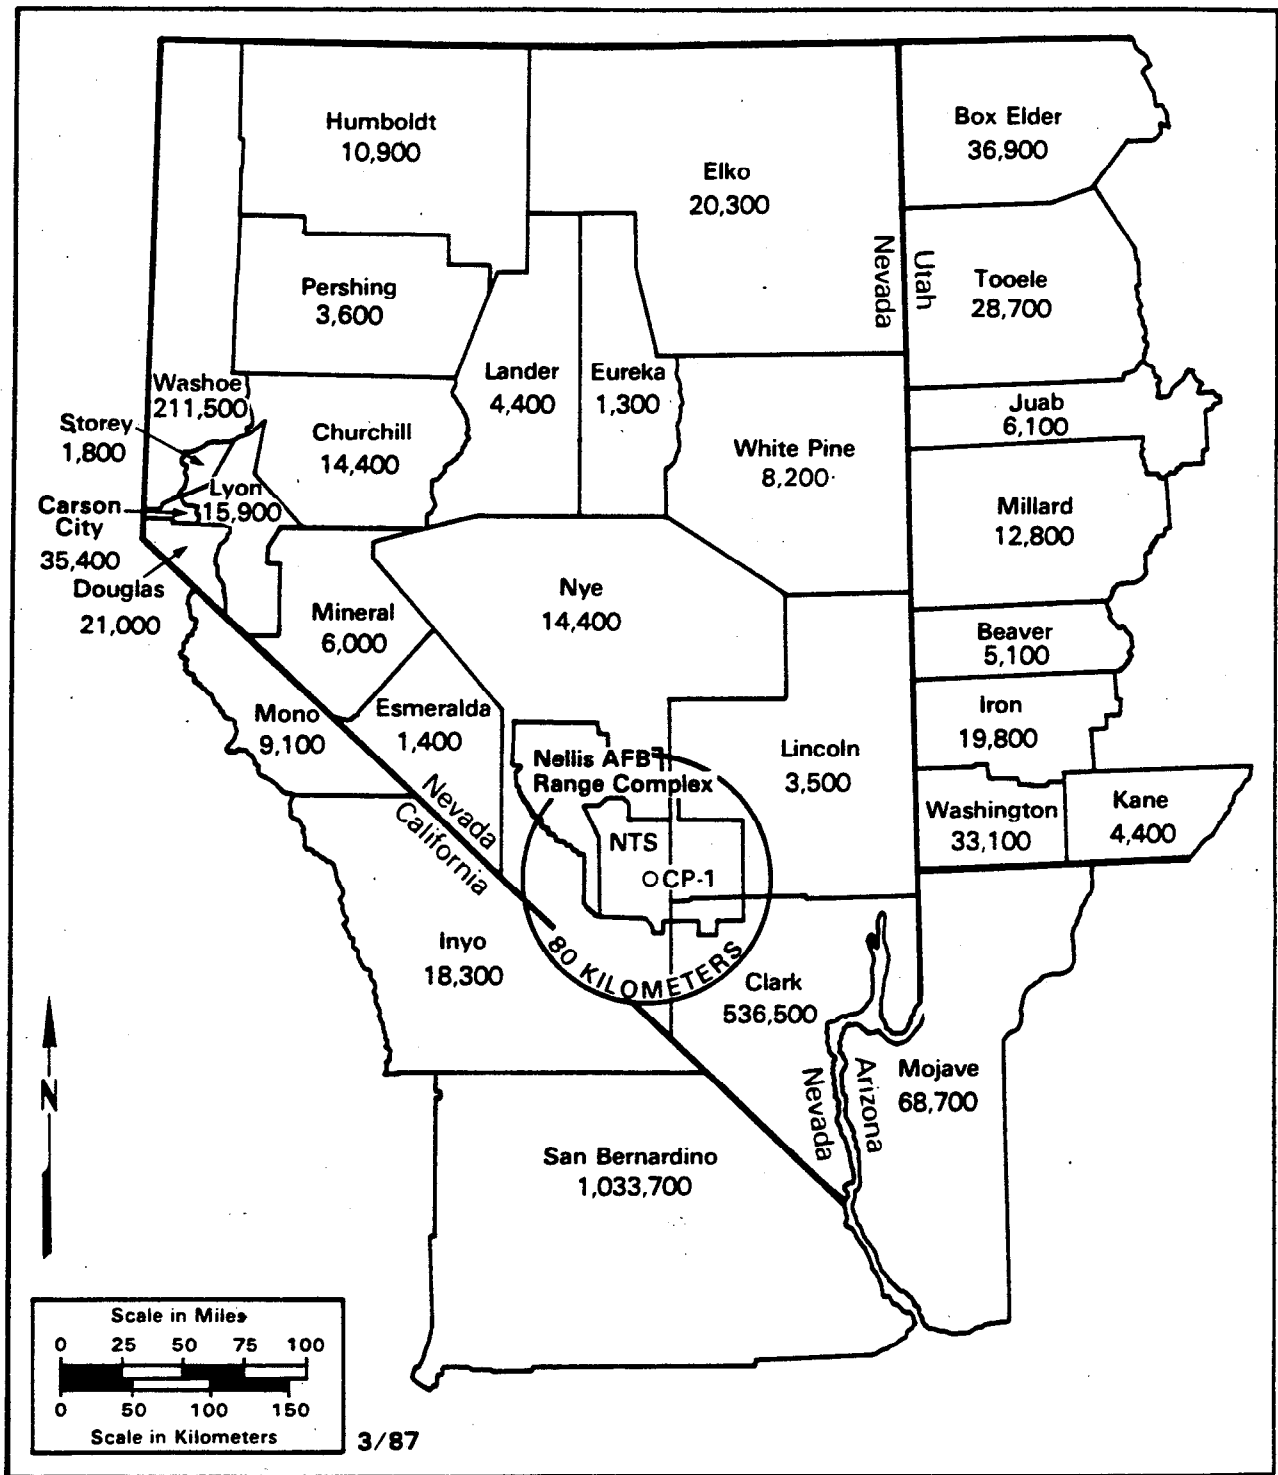 Humboldt
10,900
Elko
20,300
Box Elder
36,900
Nevada
Utah
Pershing
3,600
Tooele
28,700
Washoe
211,500
Lander
4,400
Eureka
1,300
Juab
6,100
Storey
1,800
Churchill
14,400
White Pine
8,200
Lyon
15,900
Millard
12,800
Carson
City
35,400
Douglas
21,000
Mineral
6,000
Nye
14,400
Beaver
5,100
Mono
9,100
Esmeralda
1,400
Iron
19,800
Nellis AFB
Range Complex
Lincoln
3,500
Nevada
California
Washington
33,100
Kane
4,400
NTS
CP-1
80 KILOMETERS
Inyo
18,300
Clark
536,500
Mojave
68,700
Nevada
Arizona
N
San Bernardino
1,033,700
Scale in Miles
0 25 50 75 100
0 50 100 150
Scale in Kilometers
3/87